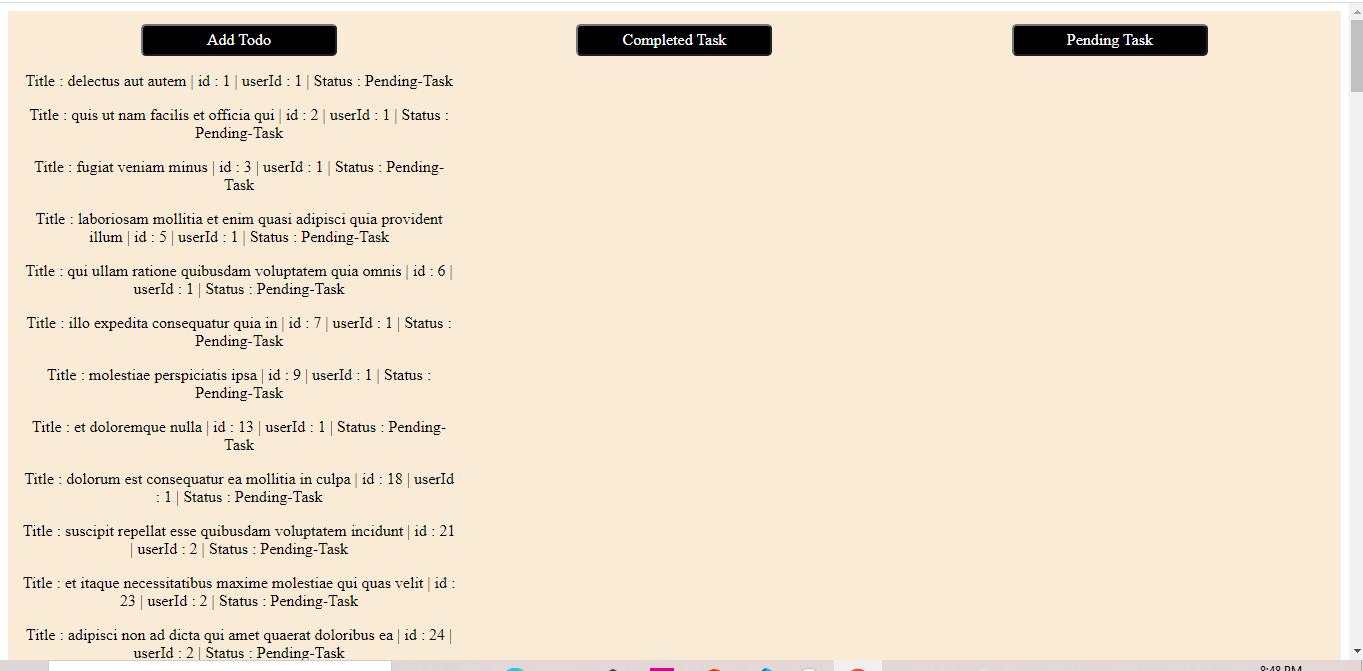 Add Todo
Completed Task
Pending Task
Title : delectus aut autem | id : 1 | userId : 1 | Status : Pending-Task
Title : quis ut nam facilis et officia qui | id : 2 | userId : 1 | Status :
Pending-Task
Title : fugiat veniam minus | id : 3 | userId : 1 | Status : Pending-
Task
Title : laboriosam mollitia et enim quasi adipisci quia provident
illum | id : 5 | userId : 1 | Status : Pending-Task
Title : qui ullam ratione quibusdam voluptatem quia omnis | id : 6 |
userId : 1 | Status : Pending-Task
Title : illo expedita consequatur quia in | id : 7 | userId : 1 | Status :
Pending-Task
Title : molestiae perspiciatis ipsa | id : 9 | userId : 1 | Status :
Pending-Task
Title : et doloremque nulla | id : 13 | userId : 1 | Status : Pending-
Task
Title : dolorum est consequatur ea mollitia in culpa | id : 18 | userId
: 1 | Status : Pending-Task
Title : suscipit repellat esse quibusdam voluptatem incidunt | id : 21
| userId : 2 | Status : Pending-Task
Title : et itaque necessitatibus maxime molestiae qui quas velit | id :
23 | userId : 2 | Status : Pending-Task
Title : adipisci non ad dicta qui amet quaerat doloribus ea | id : 24 |
userId : 2 | Status : Pending-Task
8:48 PM